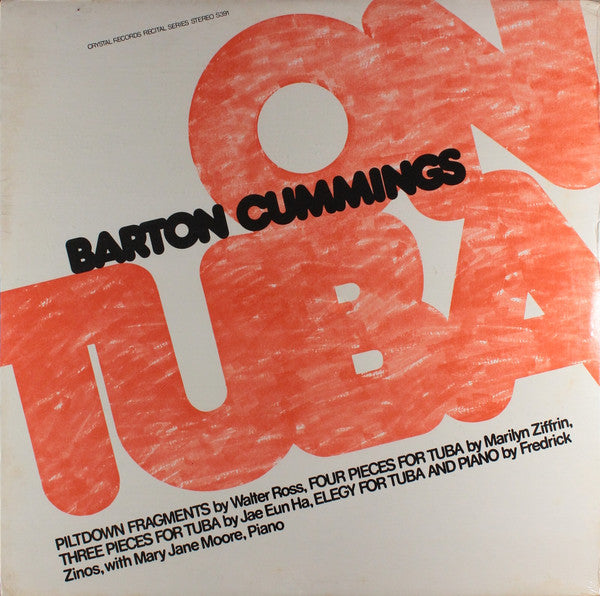 CRYSTAL RECORDS RECITAL SERIES STEREO S391
ON
BARTON CUMMINGS
TUBA
PILTDOWN FRAGMENTS by Walter Ross, FOUR PIECES FOR TUBA by Marilyn Ziffrin,
THREE PIECES FOR TUBA by Jae Eun Ha, ELEGY FOR TUBA AND PIANO by Fredrick
Zinos, with Mary Jane Moore, Piano